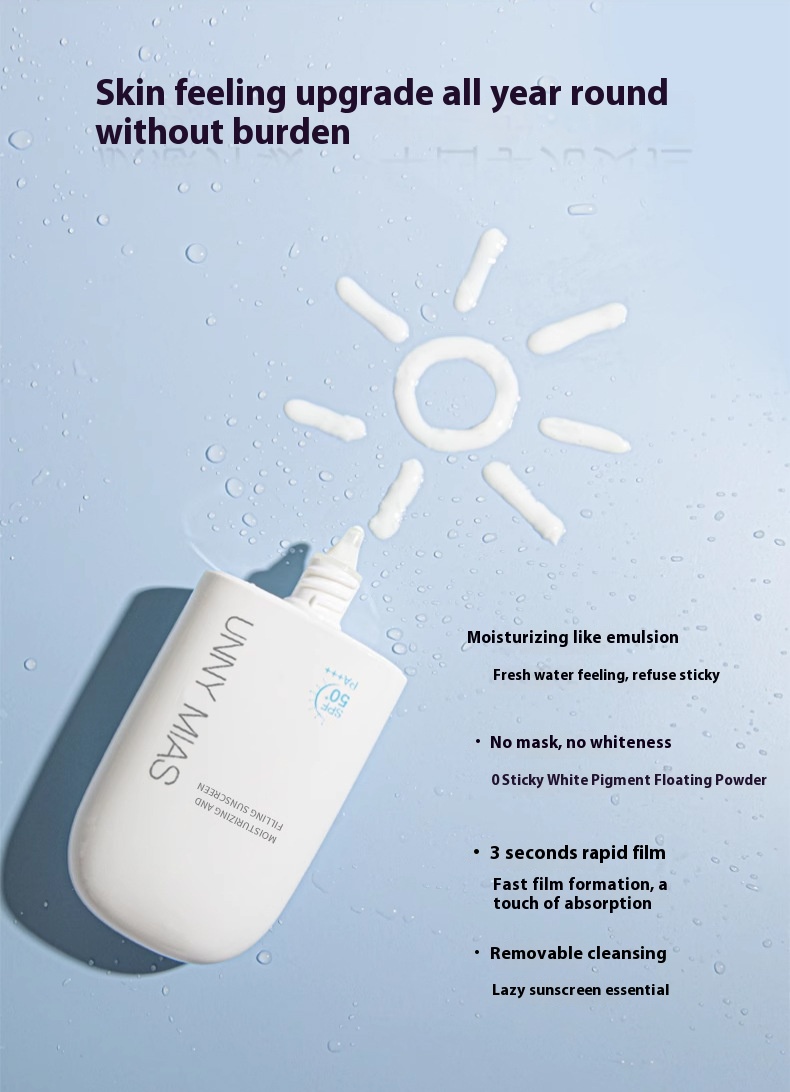 Skin feeling upgrade all year round
without burden
UNNY MIAS
SPF
50+
PA+++
MOISTURIZING AND
FILLING SUNSCREEN
Moisturizing like emulsion
Fresh water feeling, refuse sticky
• No mask, no whiteness
0 Sticky White Pigment Floating Powder
• 3 seconds rapid film
Fast film formation, a
touch of absorption
• Removable cleansing
Lazy sunscreen essential